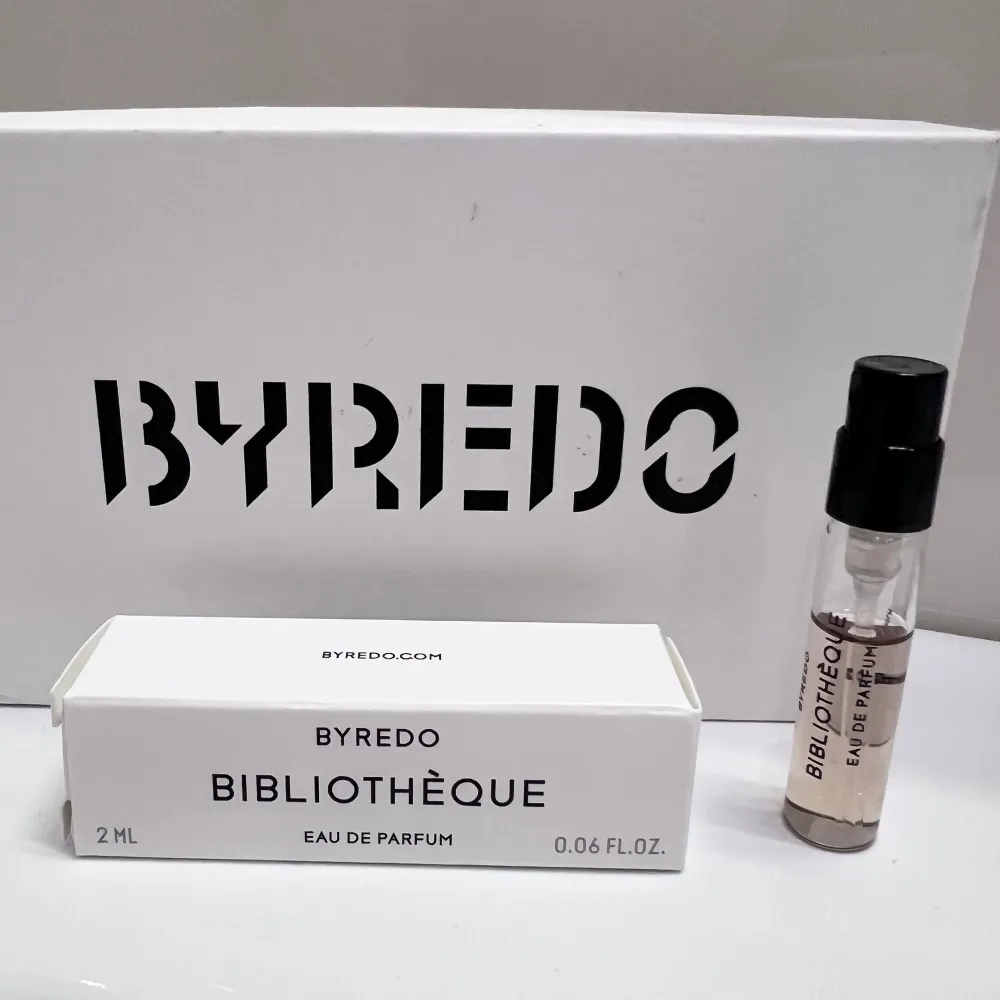 BYREDO
BYREDO.COM
BYREDO
BIBLIOTHÈQUE
2 ML
EAU DE PARFUM
0.06 FL.OZ.
BYREDO
BIBLIOTHÈQUE
EAU DE PARFUM